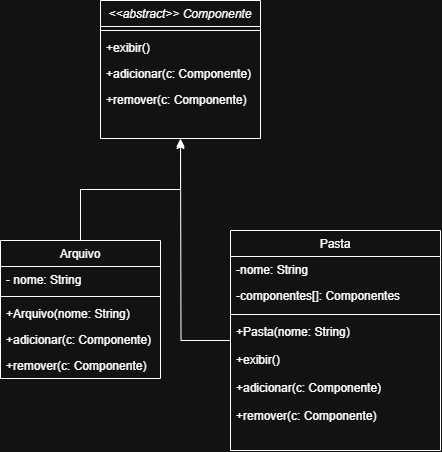 <<abstract>> Componente
+exibir()
+adicionar(c: Componente)
+remover(c: Componente)
Arquivo
- nome: String
+Arquivo(nome: String)
+adicionar(c: Componente)
+remover(c: Componente)
Pasta
-nome: String
-componentes[]: Componentes
+Pasta(nome: String)
+exibir()
+adicionar(c: Componente)
+remover(c: Componente)